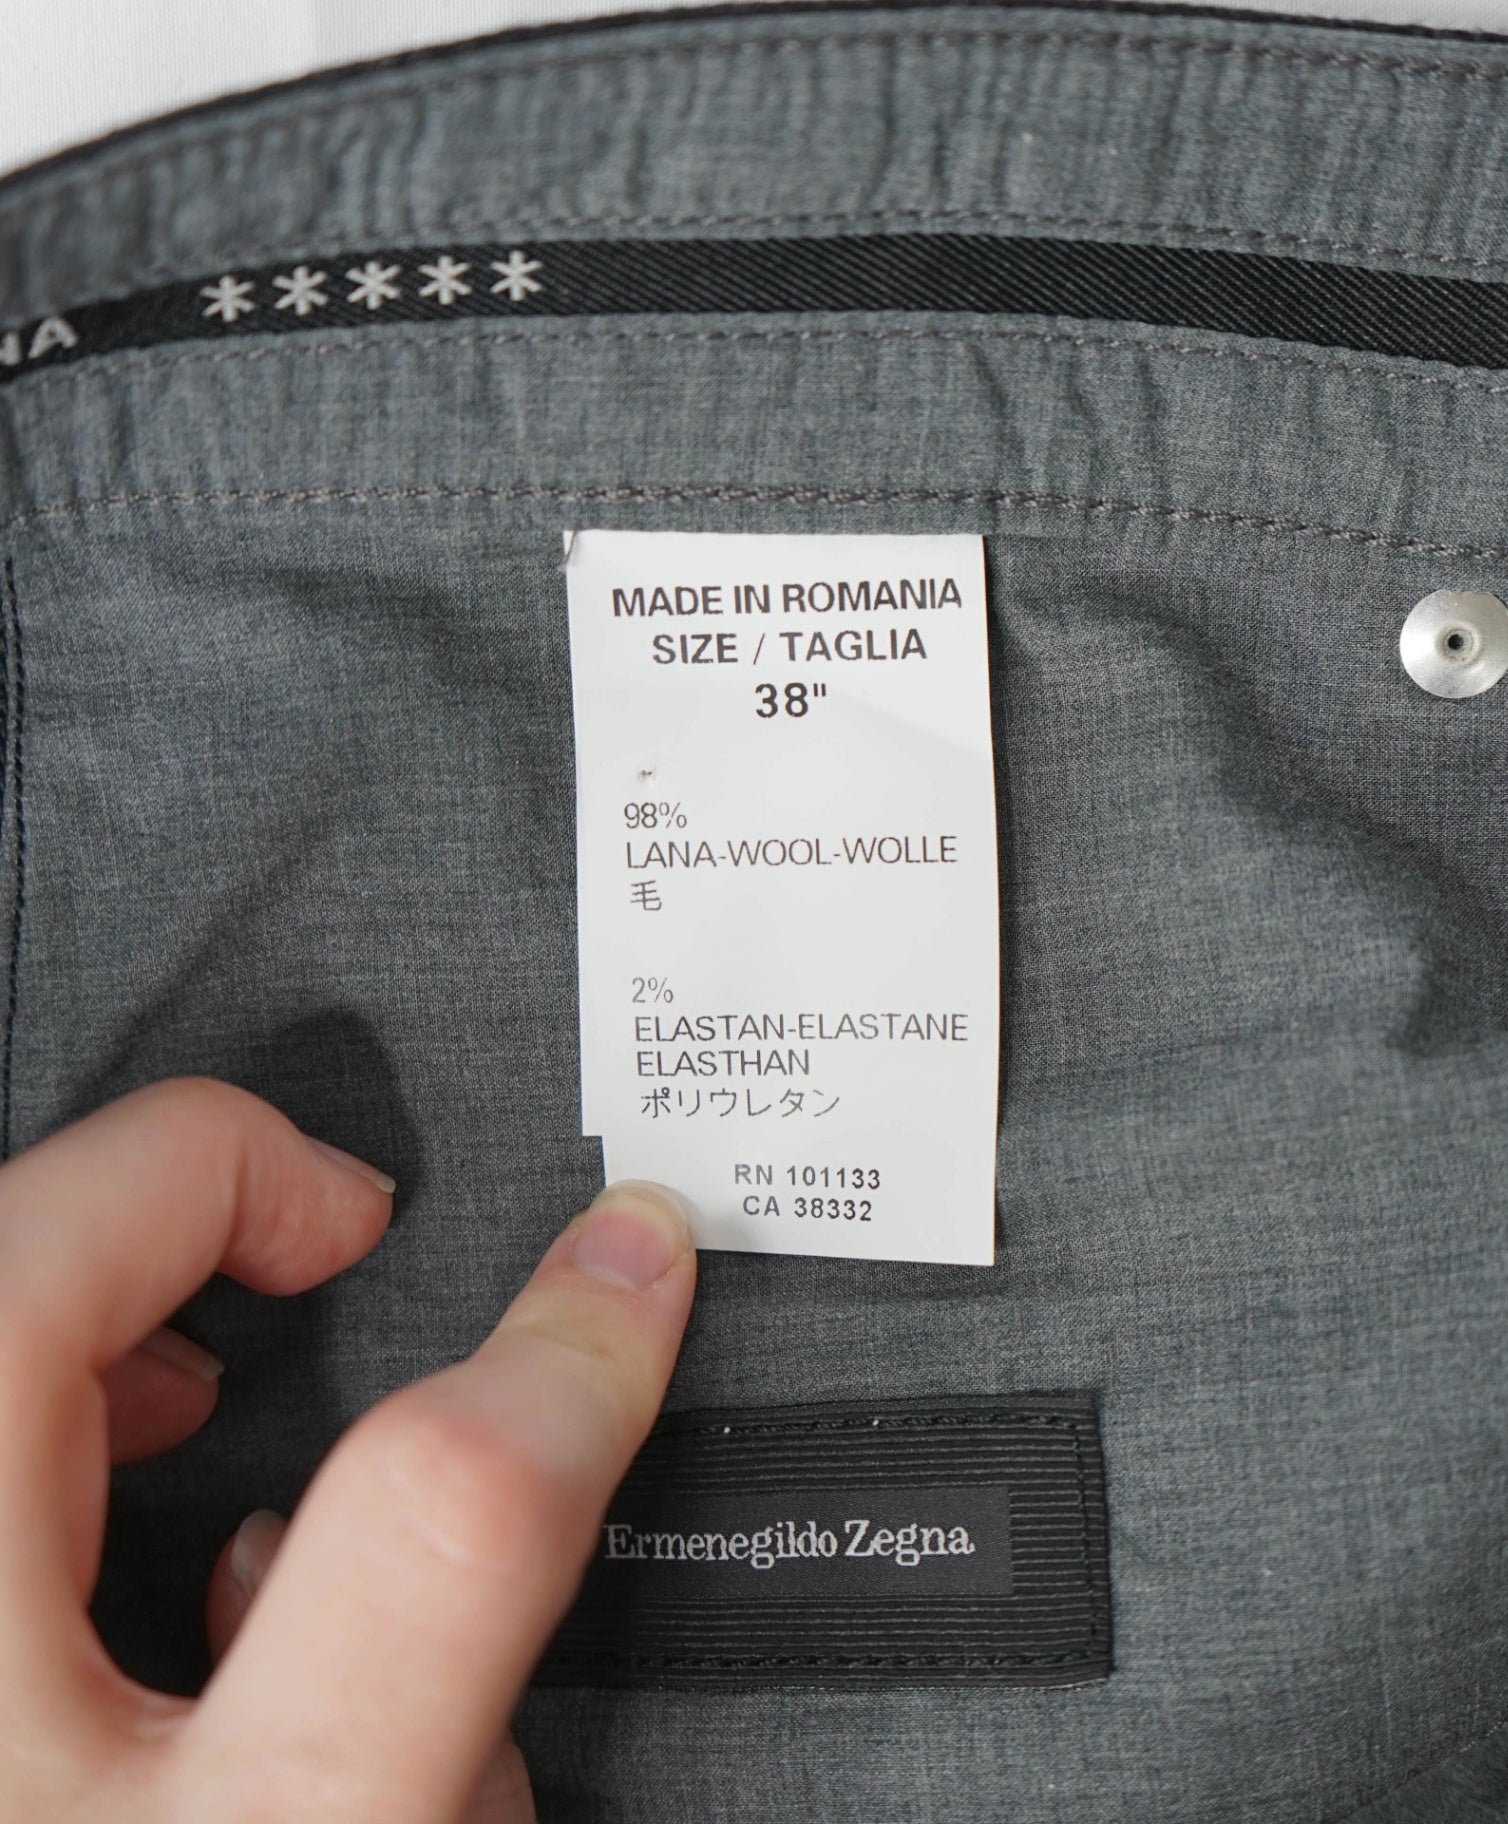 NA *****
MADE IN ROMANIA
SIZE / TAGLIA
38"
98%
LANA-WOOL-WOLLE
毛
2%
ELASTAN-ELASTANE
ELASTHAN
ポリウレタン
RN 101133
CA 38332
Ermenegildo Zegna